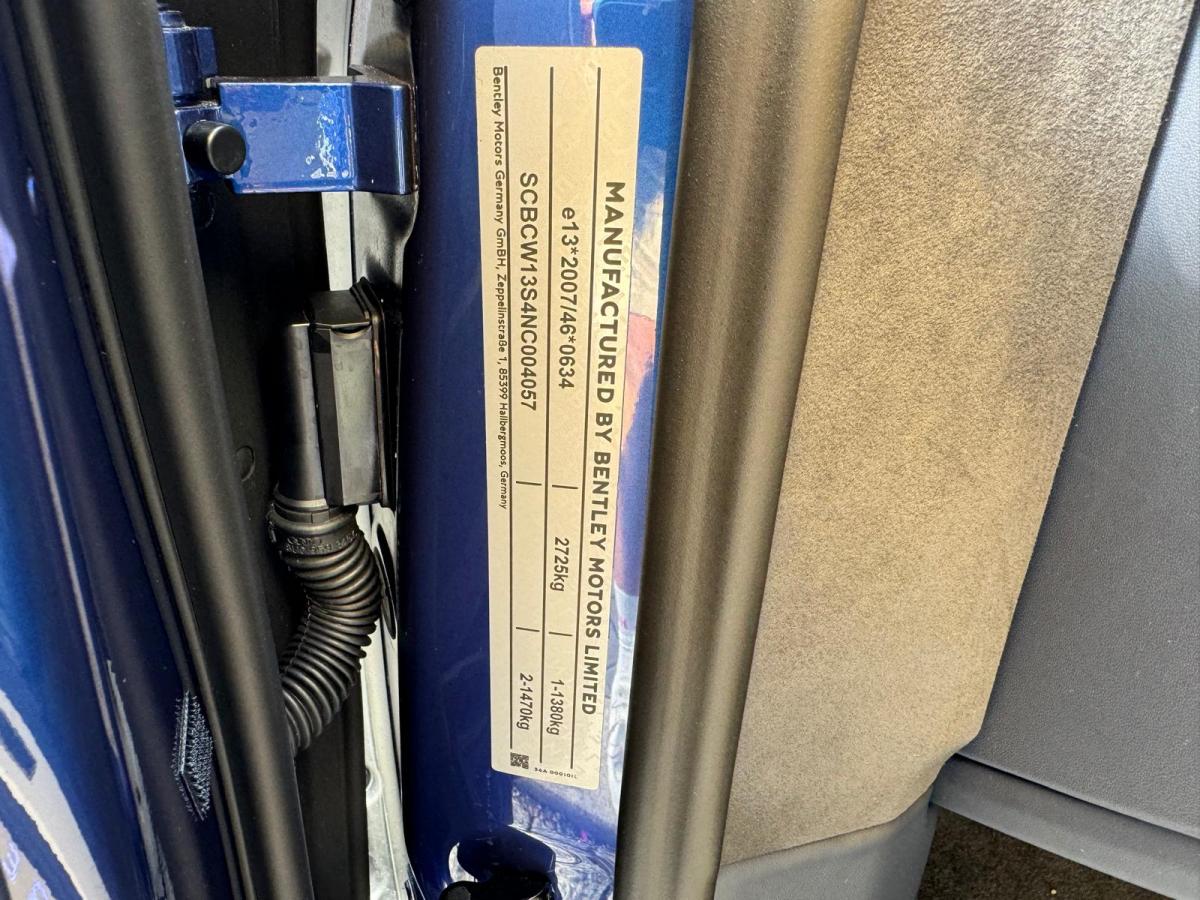 MANUFACTURED BY BENTLEY MOTORS LIMITED
e13*2007/46*0634 2725kg 1-1380kg
SCBCW13S4NC004057 2-1470kg
Bentley Motors Germany GmBH, Zeppelinstraße 1, 85399 Hallbergmoos, Germany